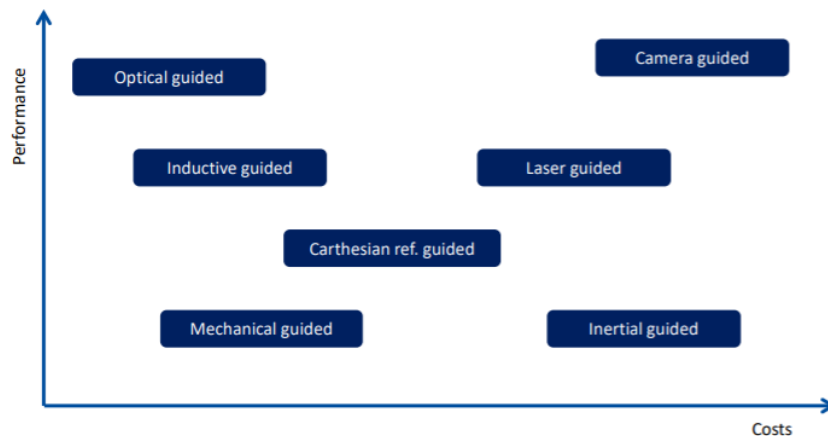 Performance
Optical guided
Camera guided
Inductive guided
Laser guided
Carthesian ref. guided
Mechanical guided
Inertial guided
Costs